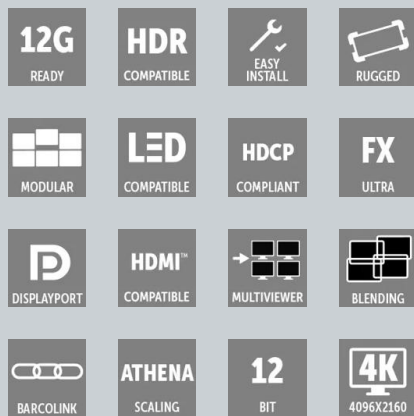 12G
READY
HDR
COMPATIBLE
EASY
INSTALL
RUGGED
MODULAR
LED
COMPATIBLE
HDCP
COMPLIANT
FX
ULTRA
DISPLAYPORT
HDMI™
COMPATIBLE
MULTIVIEWER
BLENDING
BARCOLINK
ATHENA
SCALING
12
BIT
4K
4096X2160